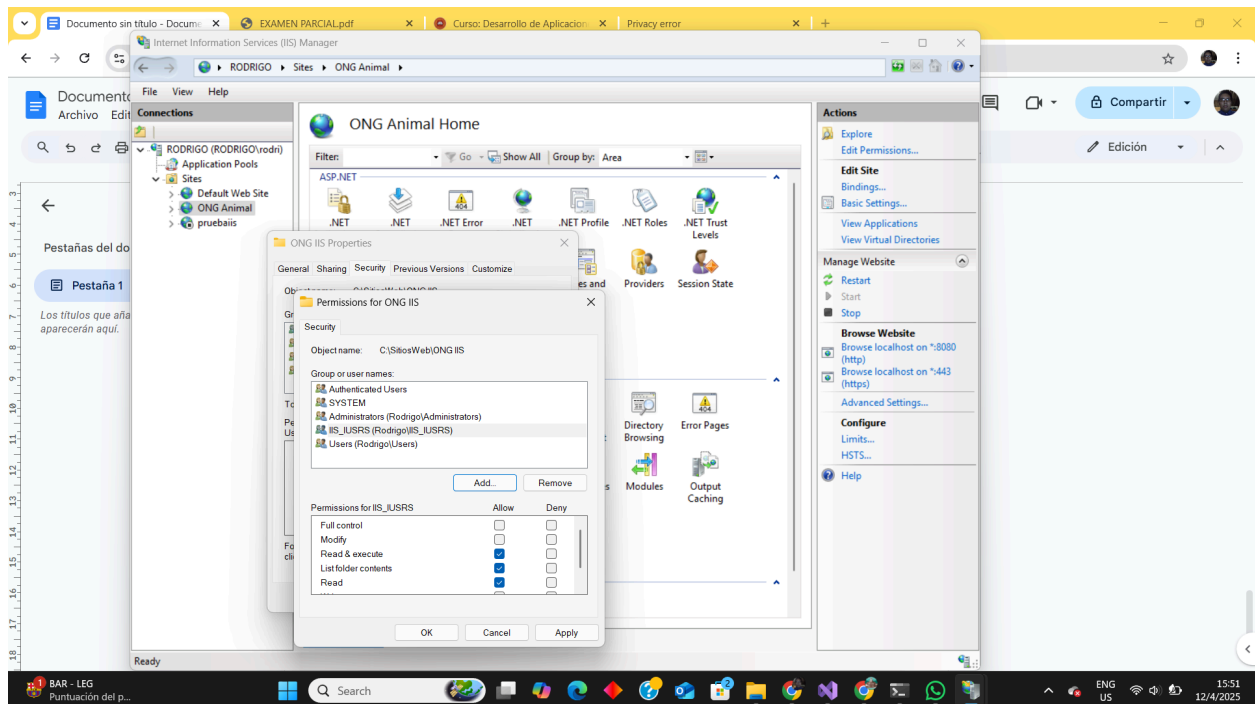 Documento sin título - Docume
EXAMEN PARCIAL.pdf
Curso: Desarrollo de Aplicacion
Privacy error
Internet Information Services (IIS) Manager
RODRIGO
Sites
ONG Animal
File View Help
Documento
Archivo Edit
Compartir
Edición
Pestañas del do
Pestaña 1
Los títulos que aña
aparecerán aquí.
Connections
RODRIGO (RODRIGO\rodri)
Application Pools
Sites
Default Web Site
ONG Animal
pruebaiis
ONG Animal Home
Filter:
Go
Show All
Group by: Area
ASP.NET
.NET
.NET
.NET Error
.NET
.NET Profile
.NET Roles
.NET Trust
Levels
es and
Providers
Session State
Directory
Browsing
Error Pages
Modules
Output
Caching
ONG IIS Properties
General Sharing Security Previous Versions Customize
Permissions for ONG IIS
Security
Object name: C:\SitiosWeb\ONG IIS
Group or user names:
Authenticated Users
SYSTEM
Administrators (Rodrigo\Administrators)
IIS_IUSRS (Rodrigo\IIS_IUSRS)
Users (Rodrigo\Users)
Add...
Remove
Permissions for IIS_IUSRS
Allow
Deny
Full control
Modify
Read & execute
List folder contents
Read
OK
Cancel
Apply
Actions
Explore
Edit Permissions...
Edit Site
Bindings...
Basic Settings...
View Applications
View Virtual Directories
Manage Website
Restart
Start
Stop
Browse Website
Browse localhost on *:8080
(http)
Browse localhost on *:443
(https)
Advanced Settings...
Configure
Limits...
HSTS...
Help
Ready
BAR - LEG
Puntuación del p...
Search
ENG
US
15:51
12/4/2025